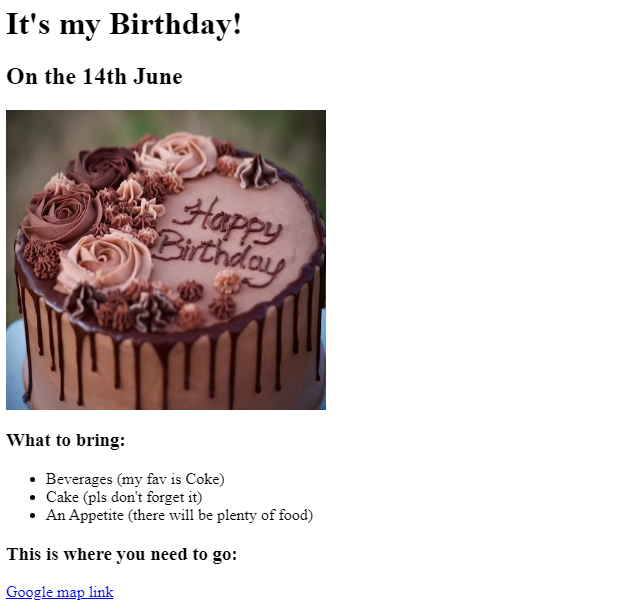 It's my Birthday!
On the 14th June
Happy
Birthday
What to bring:
Beverages (my fav is Coke)
Cake (pls don't forget it)
An Appetite (there will be plenty of food)
This is where you need to go:
Google map link